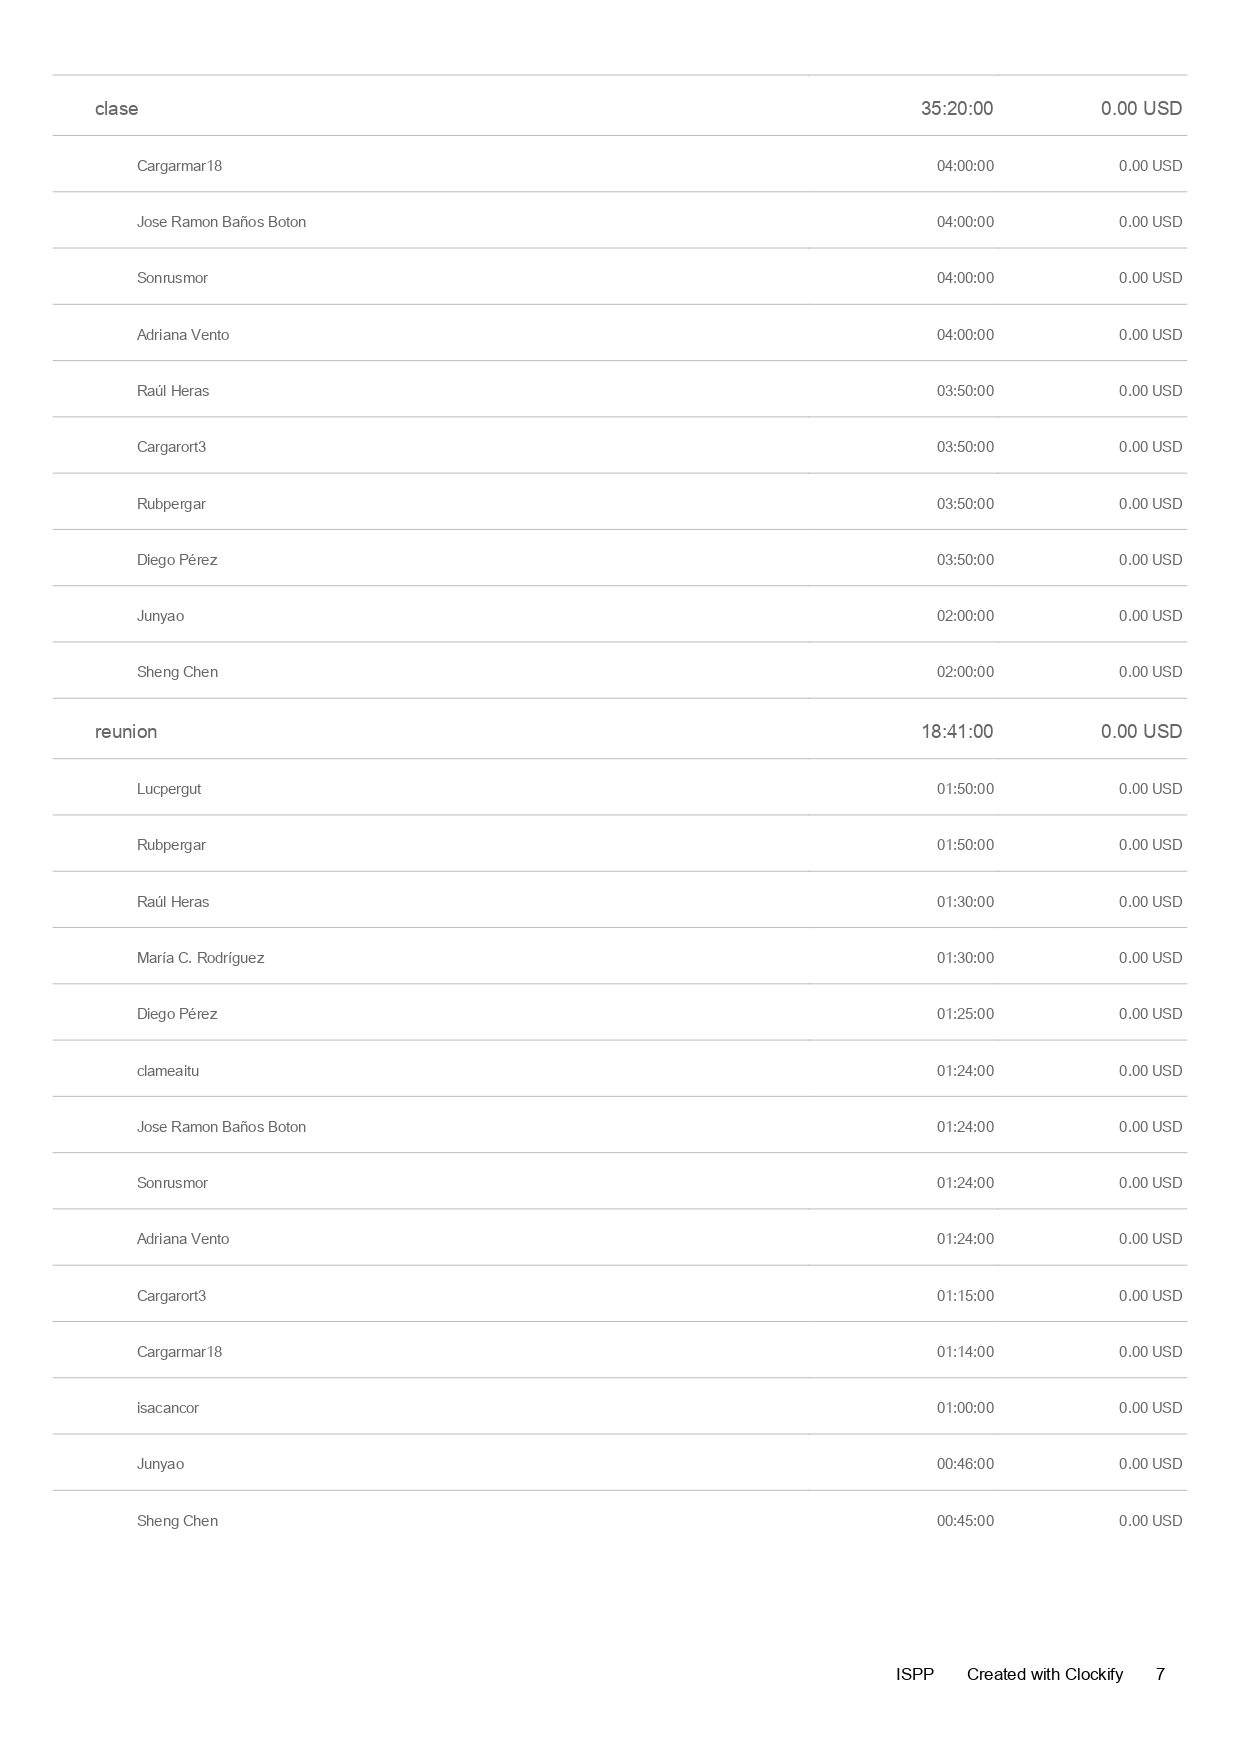 clase 35:20:00 0.00 USD
Cargarmar18 04:00:00 0.00 USD
Jose Ramon Baños Boton 04:00:00 0.00 USD
Sonrusmor 04:00:00 0.00 USD
Adriana Vento 04:00:00 0.00 USD
Raúl Heras 03:50:00 0.00 USD
Cargarort3 03:50:00 0.00 USD
Rubpergar 03:50:00 0.00 USD
Diego Pérez 03:50:00 0.00 USD
Junyao 02:00:00 0.00 USD
Sheng Chen 02:00:00 0.00 USD
reunion 18:41:00 0.00 USD
Lucpergut 01:50:00 0.00 USD
Rubpergar 01:50:00 0.00 USD
Raúl Heras 01:30:00 0.00 USD
María C. Rodríguez 01:30:00 0.00 USD
Diego Pérez 01:25:00 0.00 USD
clameaitu 01:24:00 0.00 USD
Jose Ramon Baños Boton 01:24:00 0.00 USD
Sonrusmor 01:24:00 0.00 USD
Adriana Vento 01:24:00 0.00 USD
Cargarort3 01:15:00 0.00 USD
Cargarmar18 01:14:00 0.00 USD
isacancor 01:00:00 0.00 USD
Junyao 00:46:00 0.00 USD
Sheng Chen 00:45:00 0.00 USD
ISPP Created with Clockify 7